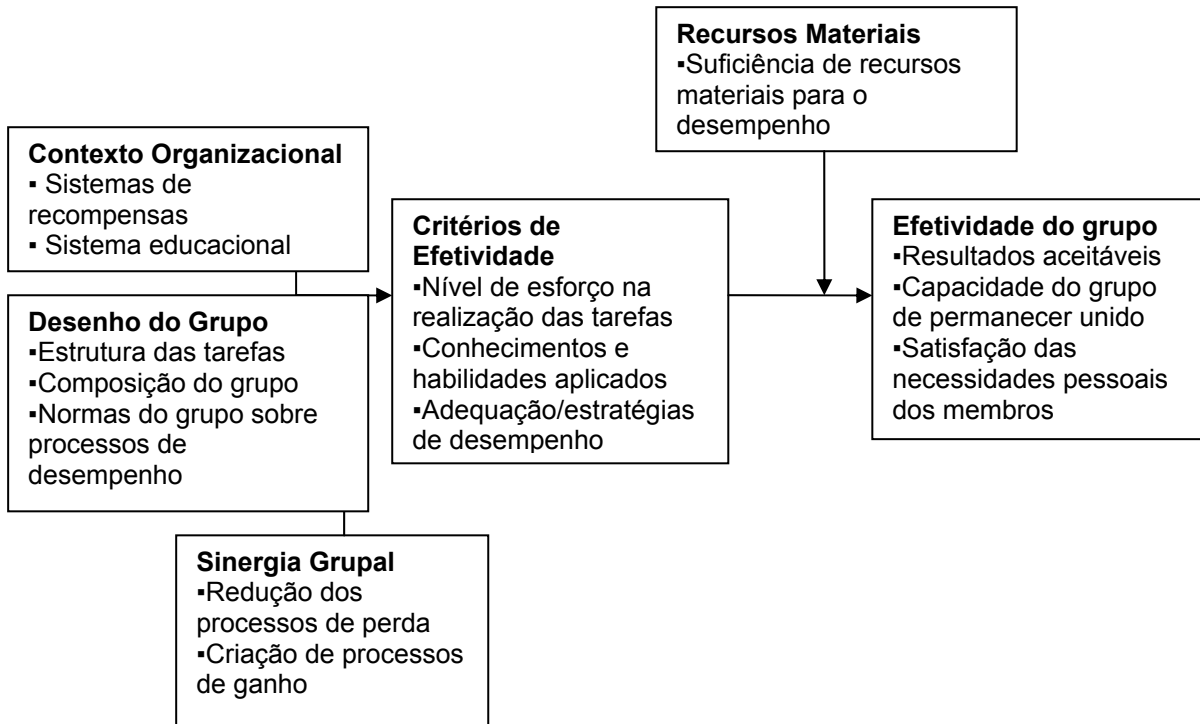 Recursos Materiais
▪Suficiência de recursos
materiais para o
desempenho
Contexto Organizacional
▪ Sistemas de
recompensas
▪ Sistema educacional
Desenho do Grupo
▪Estrutura das tarefas
▪Composição do grupo
▪Normas do grupo sobre
processos de
desempenho
Critérios de
Efetividade
▪Nível de esforço na
realização das tarefas
▪Conhecimentos e
habilidades aplicados
▪Adequação/estratégias
de desempenho
Efetividade do grupo
▪Resultados aceitáveis
▪Capacidade do grupo
de permanecer unido
▪Satisfação das
necessidades pessoais
dos membros
Sinergia Grupal
▪Redução dos
processos de perda
▪Criação de processos
de ganho